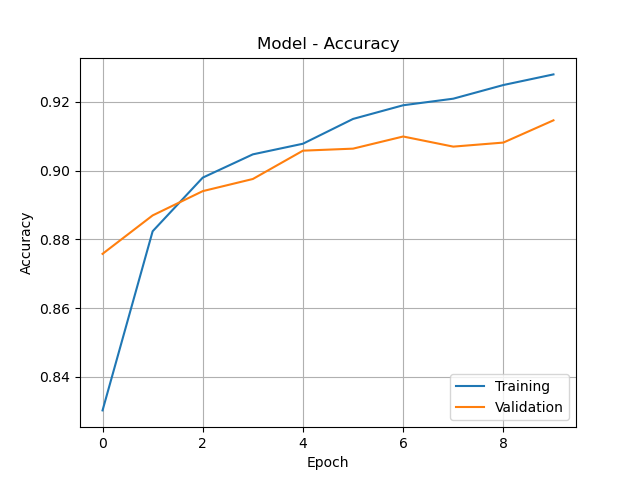 Model - Accuracy
0.92
0.90
0.88
0.86
0.84
Accuracy
0 2 4 6 8
Epoch
Training
Validation